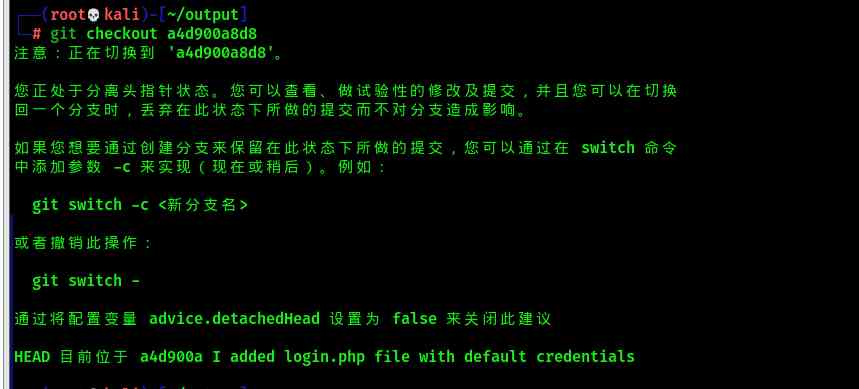 (root💀kali)-[~/output]
# git checkout a4d900a8d8
注意：正在切换到 'a4d900a8d8'。
您正处于分离头指针状态。您可以查看、做试验性的修改及提交，并且您可以在切换
回一个分支时，丢弃在此状态下所做的提交而不对分支造成影响。
如果您想要通过创建分支来保留在此状态下所做的提交，您可以通过在 switch 命令
中添加参数 -c 来实现（现在或稍后）。例如：
git switch -c <新分支名>
或者撤销此操作：
git switch -
通过将配置变量 advice.detachedHead 设置为 false 来关闭此建议
HEAD 目前位于 a4d900a I added login.php file with default credentials